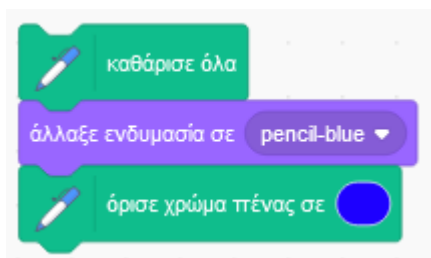 καθάρισε όλα
άλλαξε ενδυμασία σε pencil-blue
όρισε χρώμα πένας σε